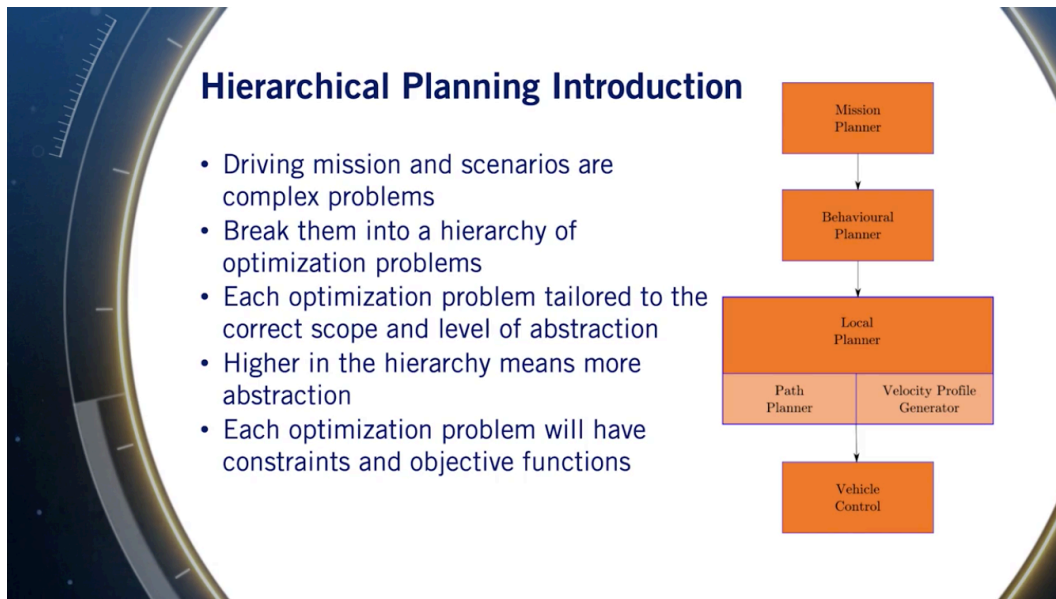 Hierarchical Planning Introduction
• Driving mission and scenarios are
complex problems
• Break them into a hierarchy of
optimization problems
• Each optimization problem tailored to the
correct scope and level of abstraction
• Higher in the hierarchy means more
abstraction
• Each optimization problem will have
constraints and objective functions
Mission
Planner
Behavioural
Planner
Local
Planner
Path
Planner
Velocity Profile
Generator
Vehicle
Control